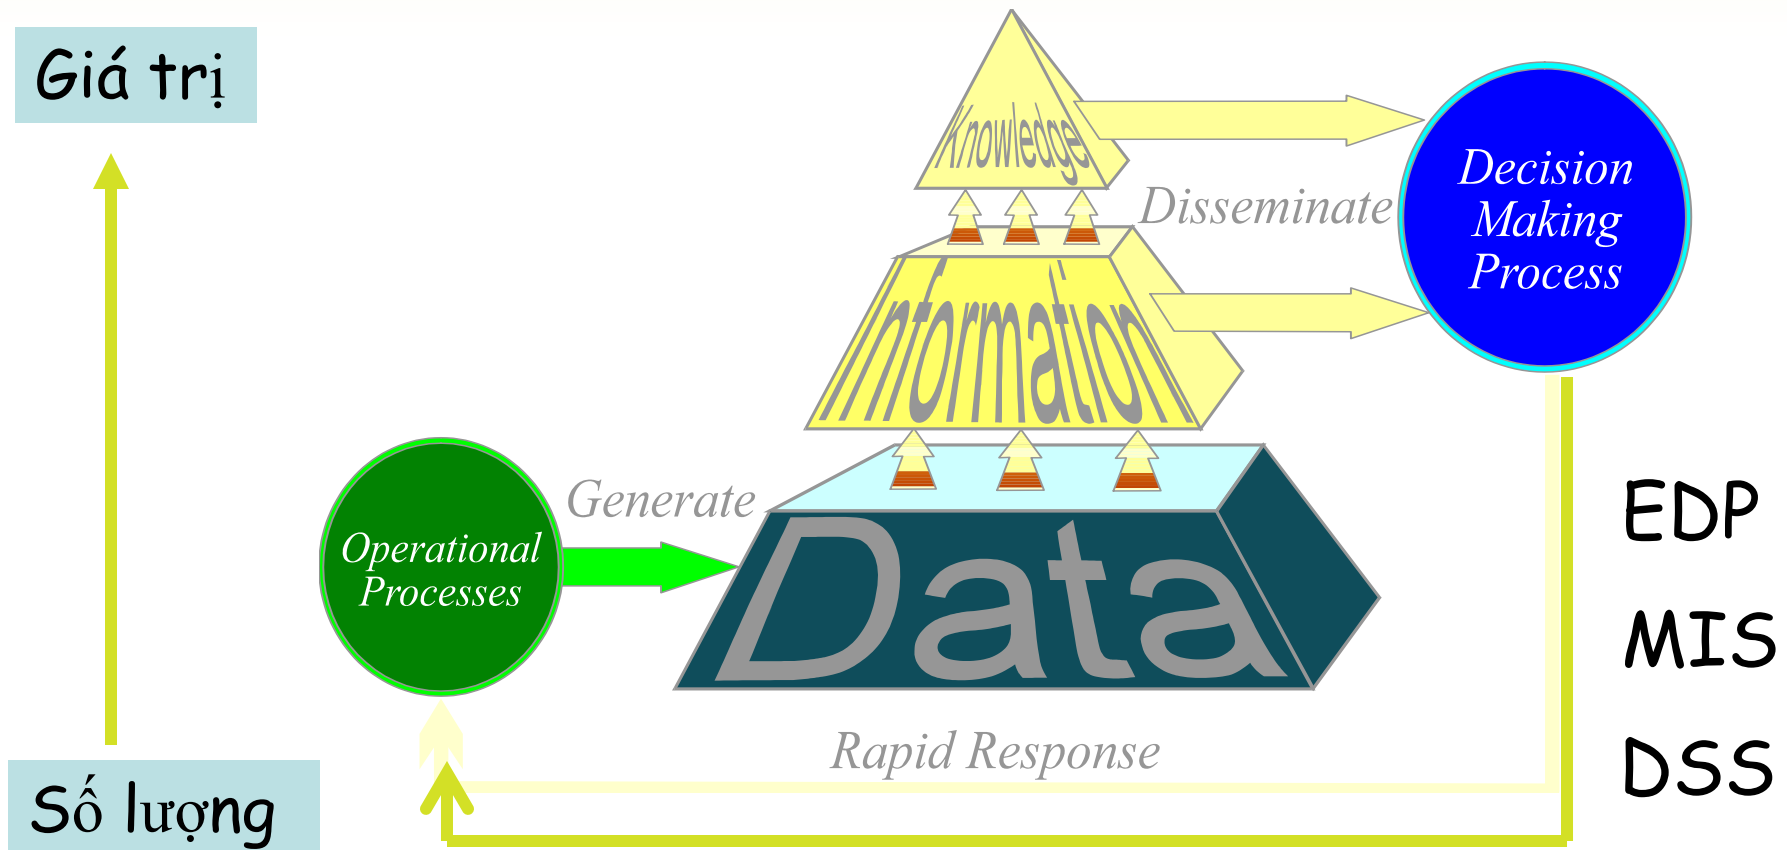 Giá trị
Knowledge
Decision
Making
Process
Disseminate
Information
Generate
EDP
Operational
Processes
Data
MIS
Rapid Response
DSS
Số lượng